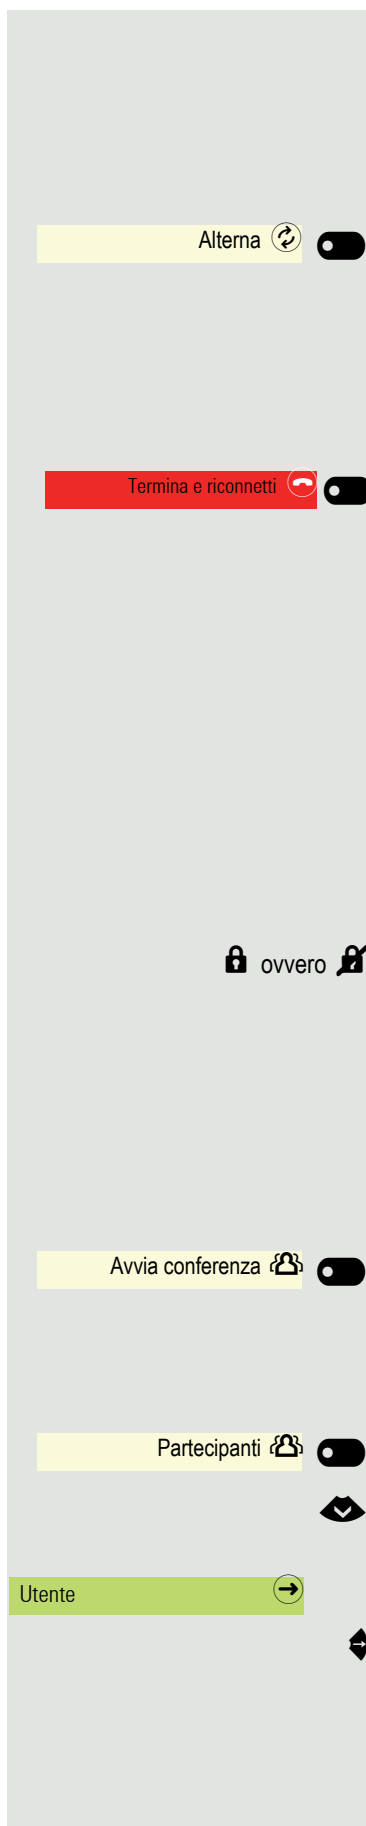 Alterna
Termina e riconnetti
ovvero
Avvia conferenza
Partecipanti
Utente